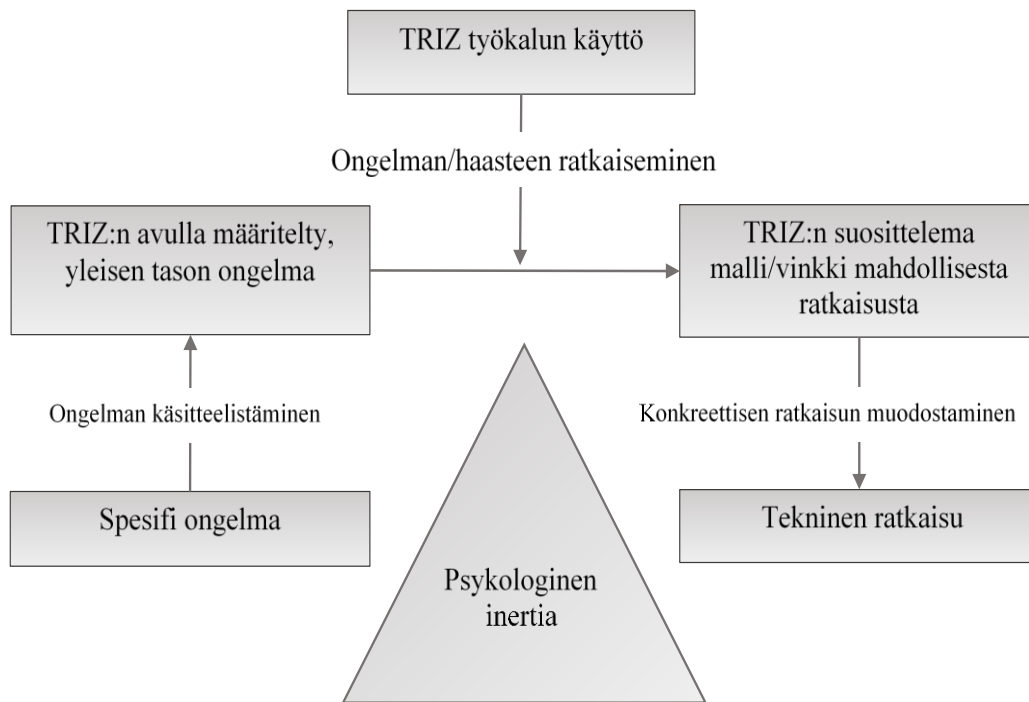 TRIZ työkalun käyttö
Ongelman/haasteen ratkaiseminen
TRIZ:n avulla määritelty,
yleisen tason ongelma
TRIZ:n suosittelema
malli/vinkki mahdollisesta
ratkaisusta
Ongelman käsitteelistäminen
Konkreettisen ratkaisun muodostaminen
Spesifi ongelma
Tekninen ratkaisu
Psykologinen
inertia